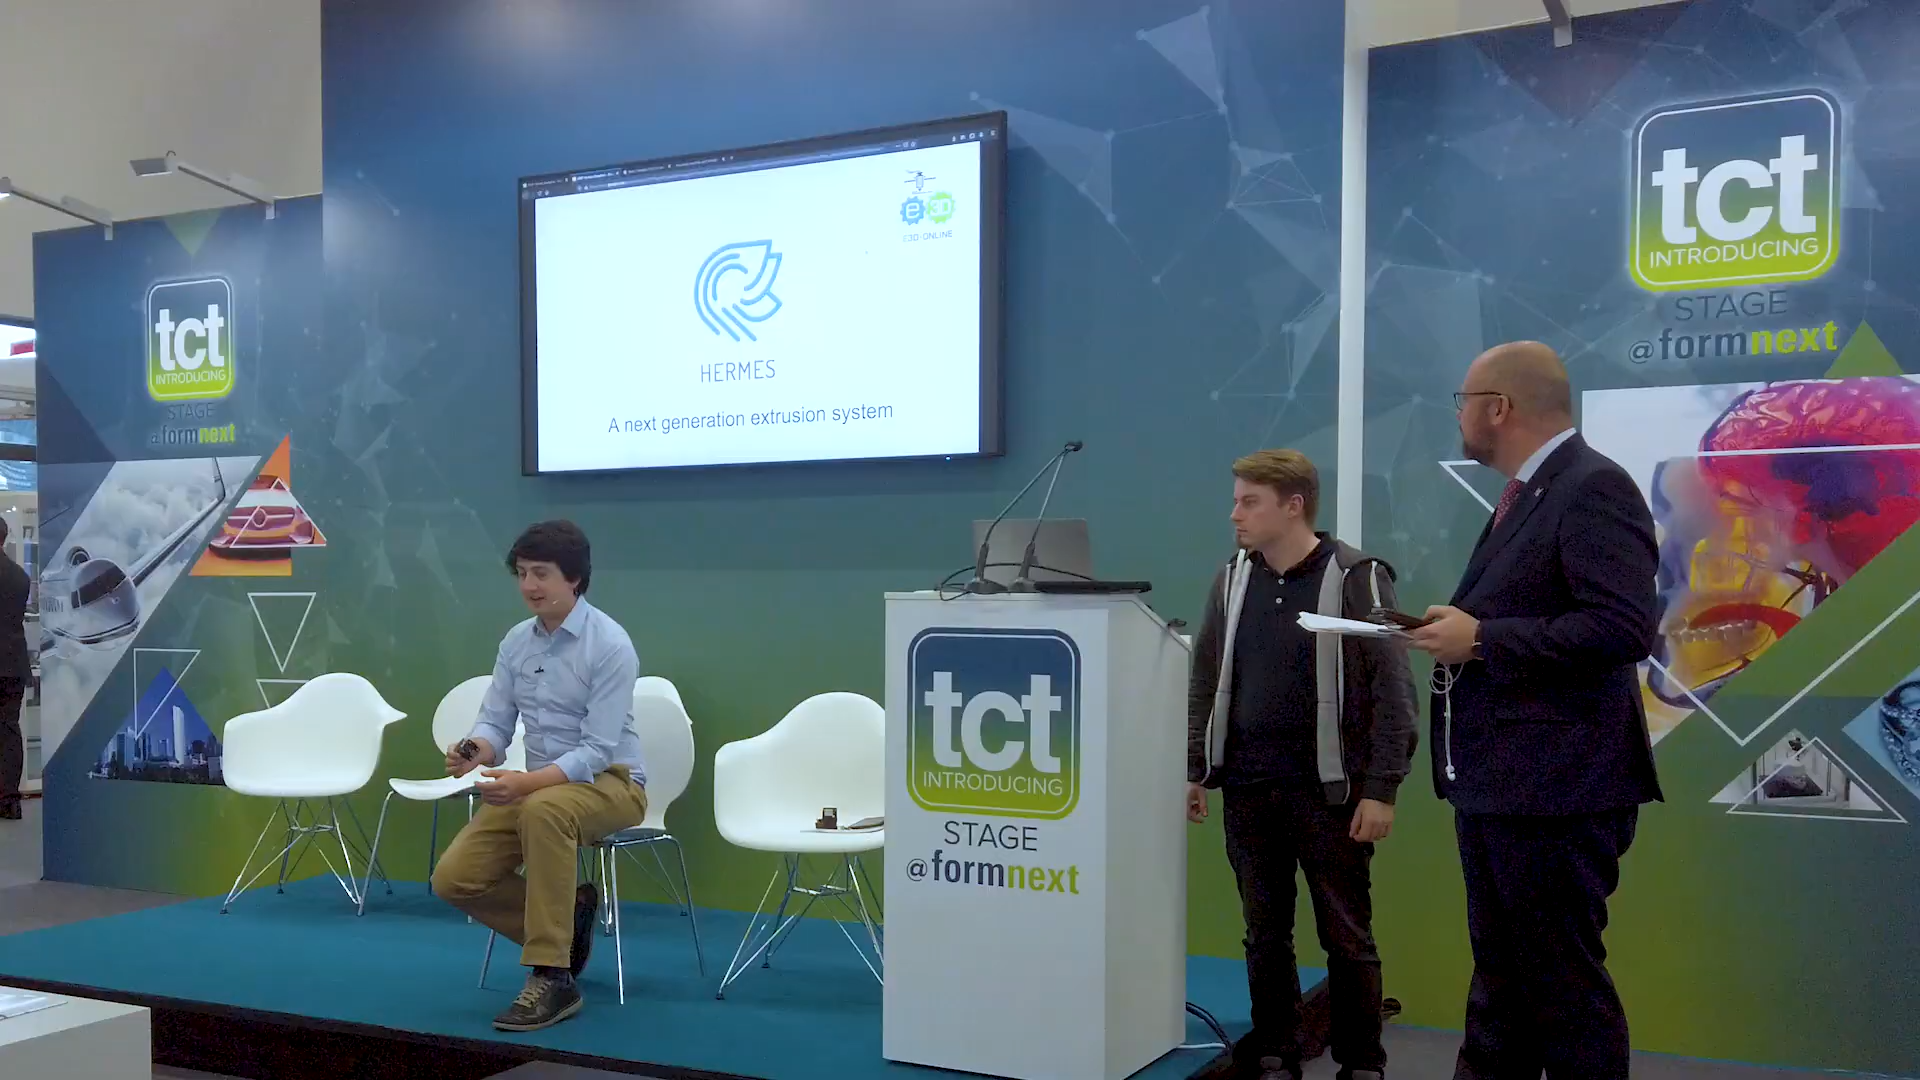 tct
INTRODUCING
STAGE
@formnext
e3D
E3D-ONLINE
HERMES
A next generation extrusion system
tct
INTRODUCING
STAGE
@formnext
tct
INTRODUCING
STAGE
@formnext